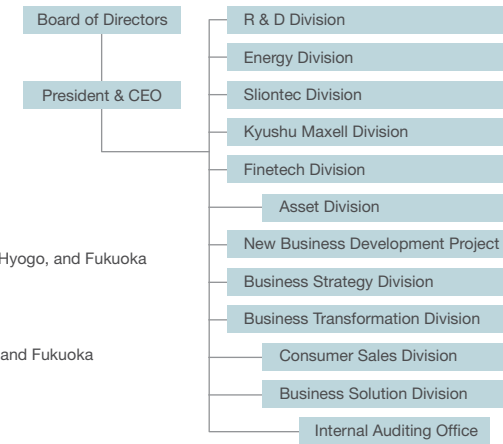 Board of Directors
President & CEO
R & D Division
Energy Division
Sliontec Division
Kyushu Maxell Division
Finetech Division
Asset Division
New Business Development Project
Business Strategy Division
Business Transformation Division
Consumer Sales Division
Business Solution Division
Internal Auditing Office
Hyogo, and Fukuoka
and Fukuoka